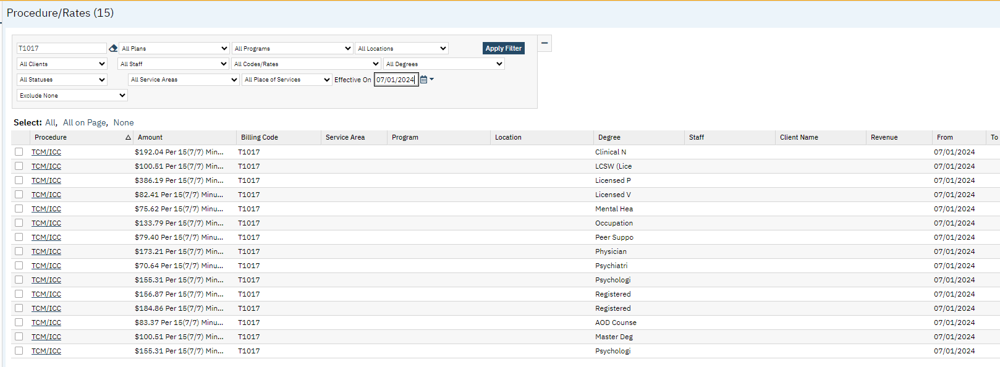 Procedure/Rates (15)
T1017 All Plans All Programs All Locations Apply Filter
All Clients All Staff All Codes/Rates All Degrees
All Statuses All Service Areas All Place of Services Effective On 07/01/2024
Exclude None
Select: All, All on Page, None
Procedure Amount Billing Code Service Area Program Location Degree Staff Client Name Revenue From To
TCM/ICC $192.04 Per 15(7/7) Min... T1017 Clinical N 07/01/2024
TCM/ICC $100.51 Per 15(7/7) Min... T1017 LCSW (Lice 07/01/2024
TCM/ICC $386.19 Per 15(7/7) Min... T1017 Licensed P 07/01/2024
TCM/ICC $82.41 Per 15(7/7) Minu... T1017 Licensed V 07/01/2024
TCM/ICC $75.62 Per 15(7/7) Minu... T1017 Mental Hea 07/01/2024
TCM/ICC $133.79 Per 15(7/7) Min... T1017 Occupation 07/01/2024
TCM/ICC $79.40 Per 15(7/7) Minu... T1017 Peer Suppo 07/01/2024
TCM/ICC $173.21 Per 15(7/7) Min... T1017 Physician 07/01/2024
TCM/ICC $70.64 Per 15(7/7) Minu... T1017 Psychiatri 07/01/2024
TCM/ICC $155.31 Per 15(7/7) Min... T1017 Psychologi 07/01/2024
TCM/ICC $156.87 Per 15(7/7) Min... T1017 Registered 07/01/2024
TCM/ICC $184.86 Per 15(7/7) Min... T1017 Registered 07/01/2024
TCM/ICC $83.37 Per 15(7/7) Minu... T1017 AOD Counse 07/01/2024
TCM/ICC $100.51 Per 15(7/7) Min... T1017 Master Deg 07/01/2024
TCM/ICC $155.31 Per 15(7/7) Min... T1017 Psychologi 07/01/2024